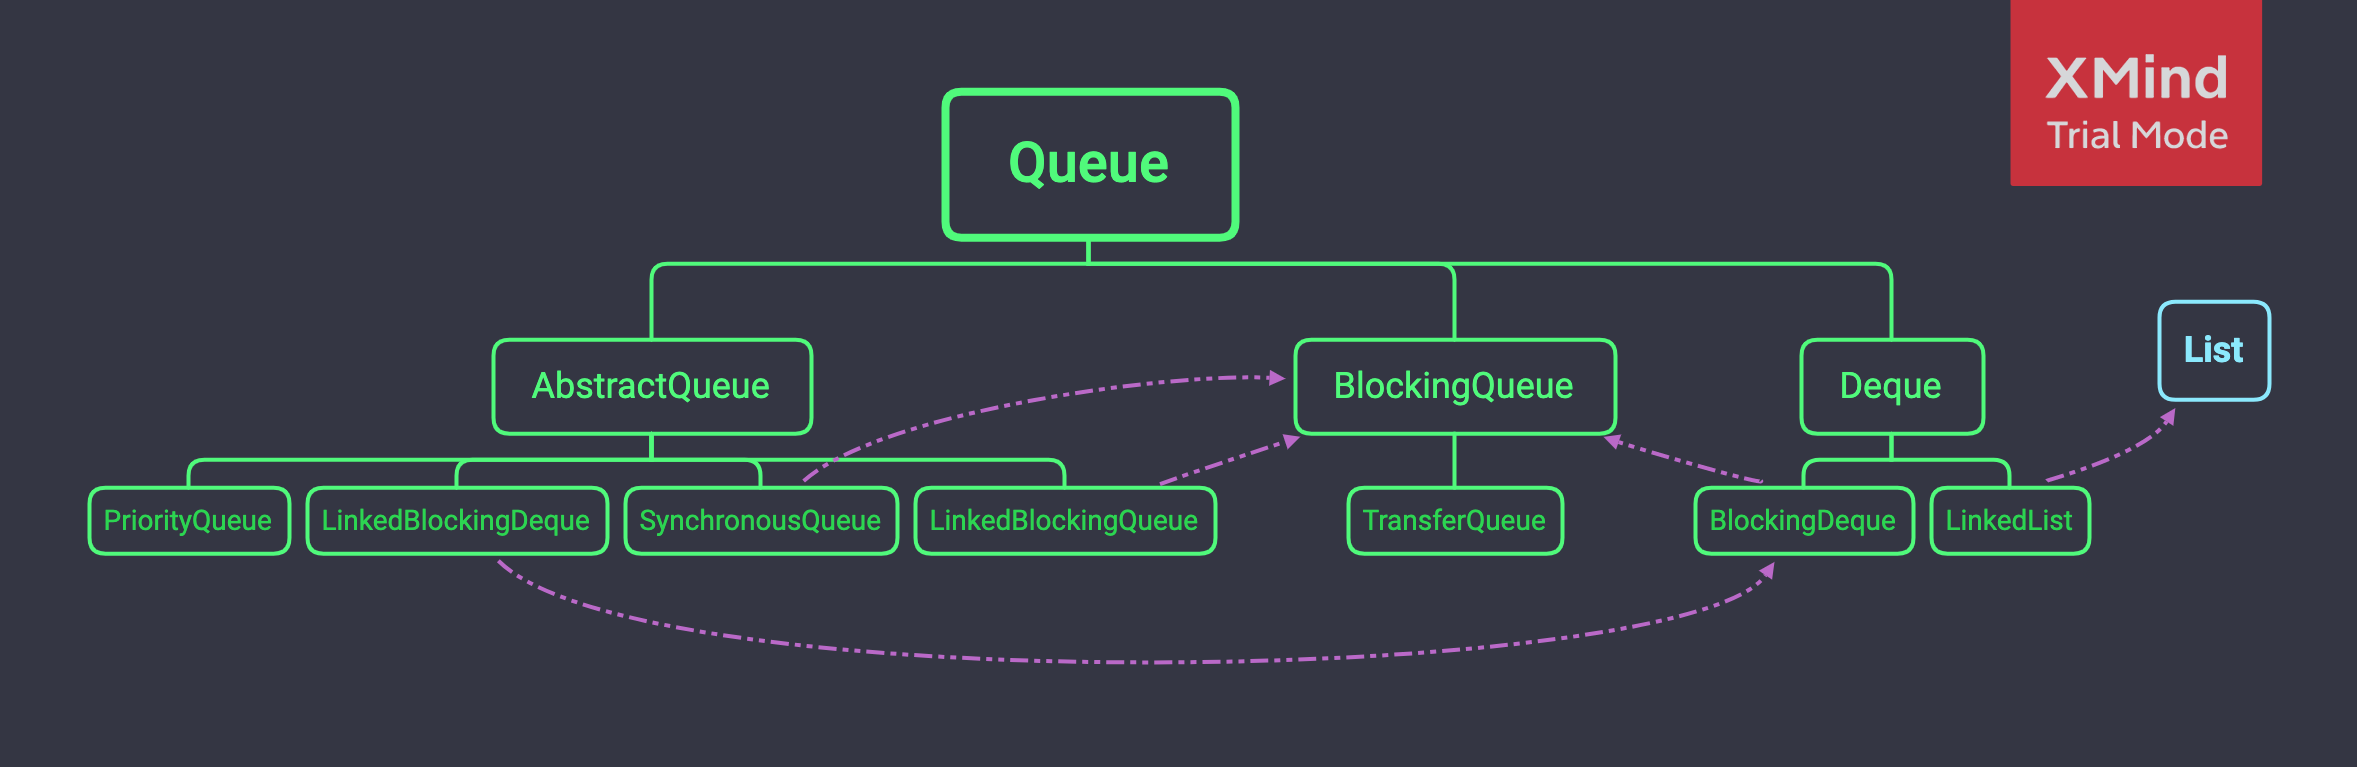 XMind
Trial Mode
Queue
AbstractQueue
BlockingQueue
Deque
List
PriorityQueue
LinkedBlockingDeque
SynchronousQueue
LinkedBlockingQueue
TransferQueue
BlockingDeque
LinkedList